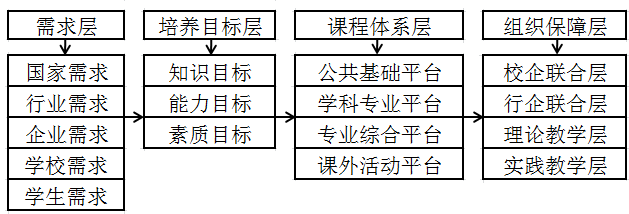 需求层
培养目标层
课程体系层
组织保障层
国家需求
行业需求
企业需求
学校需求
学生需求
知识目标
能力目标
素质目标
公共基础平台
学科专业平台
专业综合平台
课外活动平台
校企联合层
行企联合层
理论教学层
实践教学层